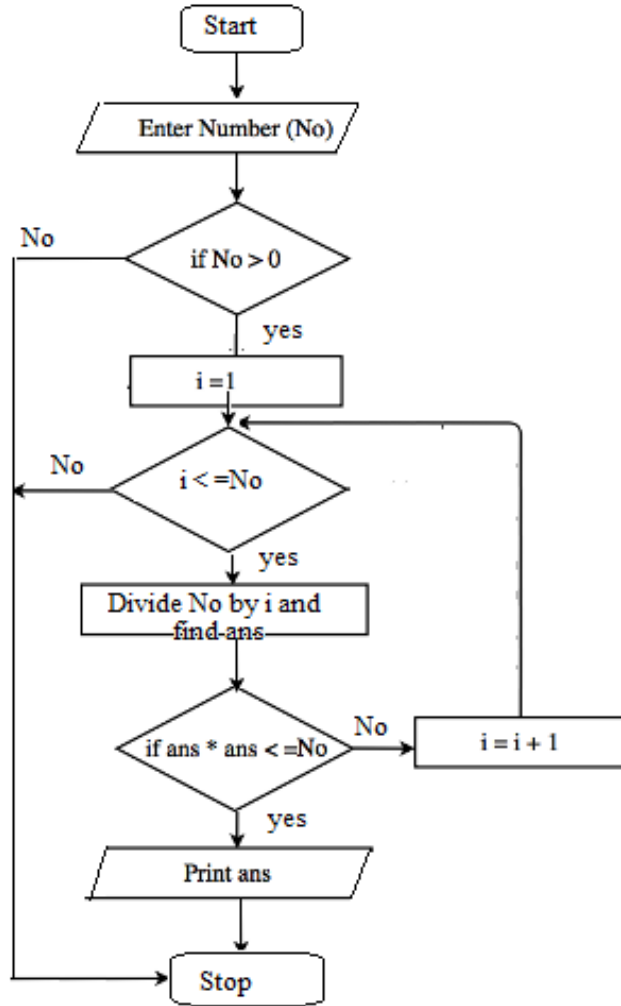 Start
Enter Number (No)
No
if No > 0
yes
i =1
No
i < =No
yes
Divide No by i and
find ans
if ans * ans < =No
No
i = i + 1
yes
Print ans
Stop